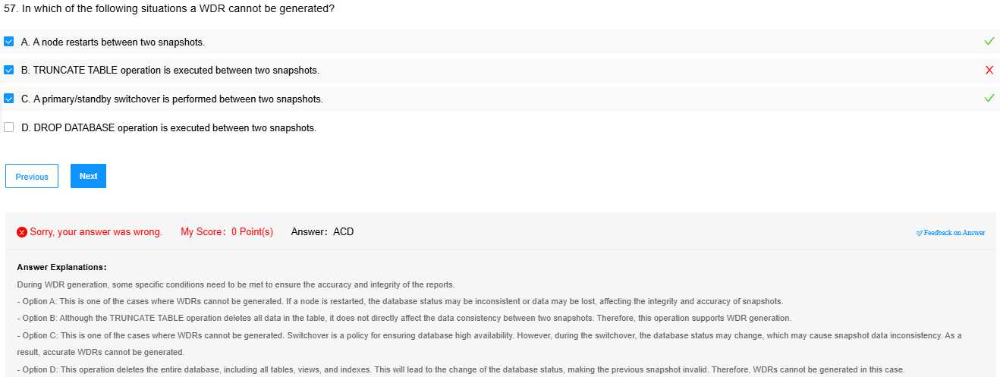 57. In which of the following situations a WDR cannot be generated?
A. A node restarts between two snapshots.
B. TRUNCATE TABLE operation is executed between two snapshots.
C. A primary/standby switchover is performed between two snapshots.
D. DROP DATABASE operation is executed between two snapshots.
Previous Next
Sorry, your answer was wrong. My Score: 0 Point(s) Answer: ACD Feedback on Answer
Answer Explanations:
During WDR generation, some specific conditions need to be met to ensure the accuracy and integrity of the reports.
- Option A: This is one of the cases where WDRs cannot be generated. If a node is restarted, the database status may be inconsistent or data may be lost, affecting the integrity and accuracy of snapshots.
- Option B: Although the TRUNCATE TABLE operation deletes all data in the table, it does not directly affect the data consistency between two snapshots. Therefore, this operation supports WDR generation.
- Option C: This is one of the cases where WDRs cannot be generated. Switchover is a policy for ensuring database high availability. However, during the switchover, the database status may change, which may cause snapshot data inconsistency. As a
result, accurate WDRs cannot be generated.
- Option D: This operation deletes the entire database, including all tables, views, and indexes. This will lead to the change of the database status, making the previous snapshot invalid. Therefore, WDRs cannot be generated in this case.